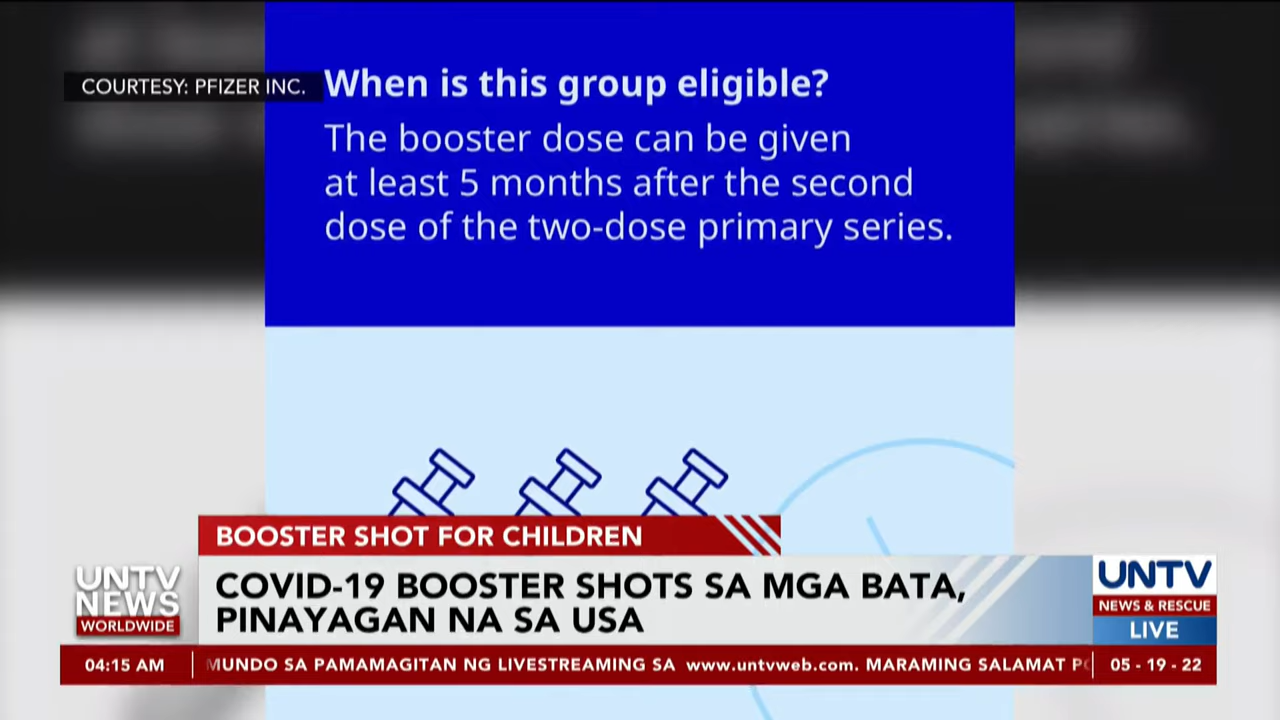 COURTESY: PFIZER INC.
When is this group eligible?
The booster dose can be given
at least 5 months after the second
dose of the two-dose primary series.
BOOSTER SHOT FOR CHILDREN
COVID-19 BOOSTER SHOTS SA MGA BATA,
PINAYAGAN NA SA USA
UNTV
NEWS
WORLDWIDE
UNTV
NEWS & RESCUE
LIVE
04:15 AM
MUNDO SA PAMAMAGITAN NG LIVESTREAMING SA www.untvweb.com. MARAMING SALAMAT
05 - 19 - 22